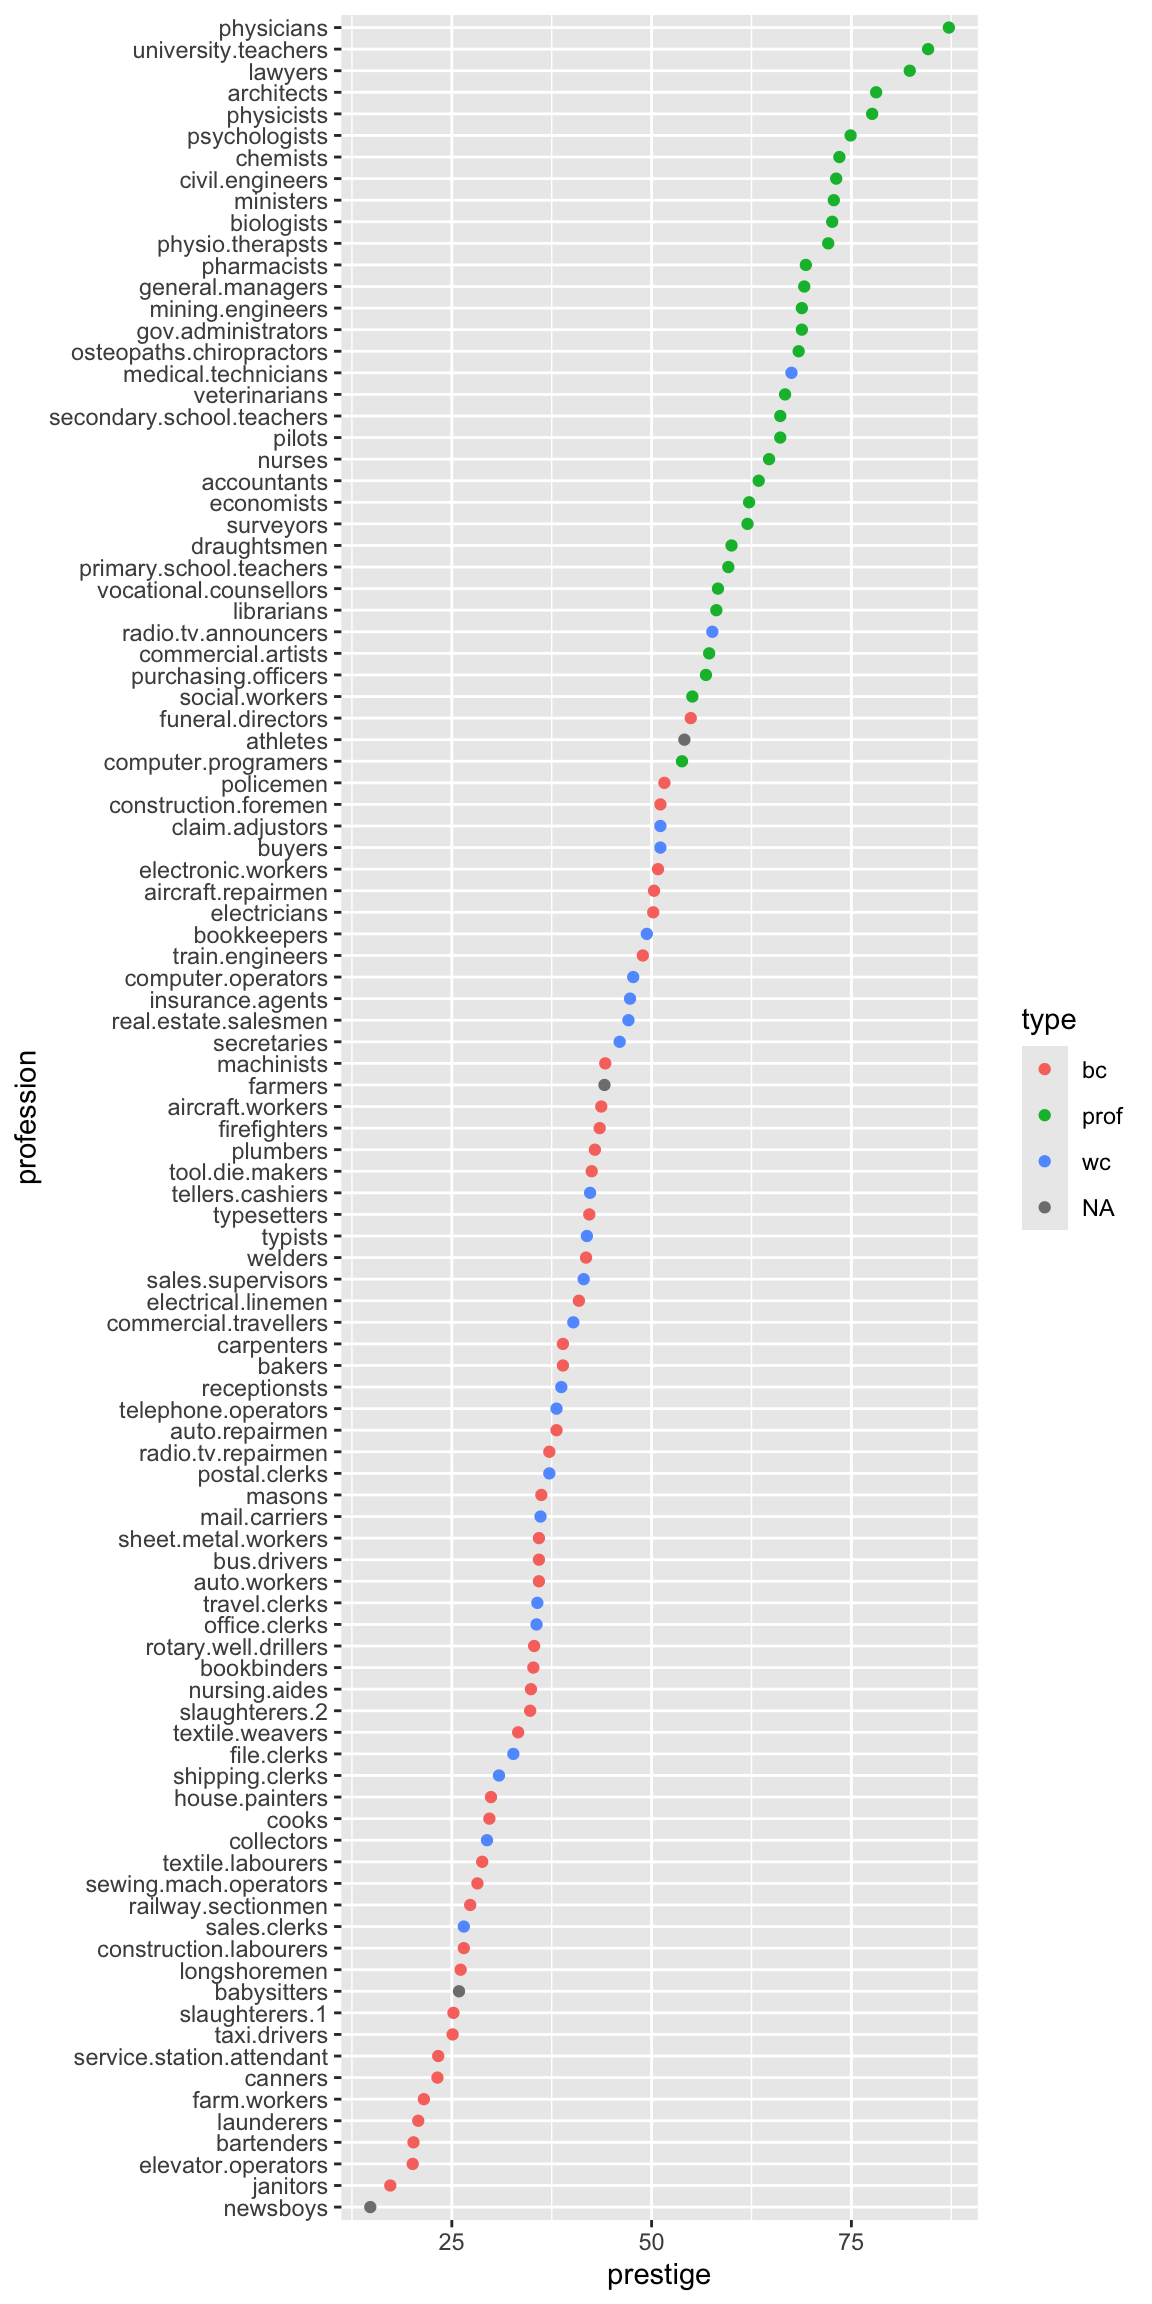 physicians
university.teachers
lawyers
architects
physicists
psychologists
chemists
civil.engineers
ministers
biologists
physio.therapsts
pharmacists
general.managers
mining.engineers
gov.administrators
osteopaths.chiropractors
medical.technicians
veterinarians
secondary.school.teachers
pilots
nurses
accountants
economists
surveyors
draughtsmen
primary.school.teachers
vocational.counsellors
librarians
radio.tv.announcers
commercial.artists
purchasing.officers
social.workers
funeral.directors
athletes
computer.programers
policemen
construction.foremen
claim.adjustors
buyers
electronic.workers
aircraft.repairmen
electricians
bookkeepers
train.engineers
computer.operators
insurance.agents
real.estate.salesmen
secretaries
machinists
farmers
aircraft.workers
firefighters
plumbers
tool.die.makers
tellers.cashiers
typesetters
typists
welders
sales.supervisors
electrical.linemen
commercial.travellers
carpenters
bakers
receptionsts
telephone.operators
auto.repairmen
radio.tv.repairmen
postal.clerks
masons
mail.carriers
sheet.metal.workers
bus.drivers
auto.workers
travel.clerks
office.clerks
rotary.well.drillers
bookbinders
nursing.aides
slaughterers.2
textile.weavers
file.clerks
shipping.clerks
house.painters
cooks
collectors
textile.labourers
sewing.mach.operators
railway.sectionmen
sales.clerks
construction.labourers
longshoremen
babysitters
slaughterers.1
taxi.drivers
service.station.attendant
canners
farm.workers
launderers
bartenders
elevator.operators
janitors
newsboys
25 50 75
prestige
profession
type
bc
prof
wc
NA